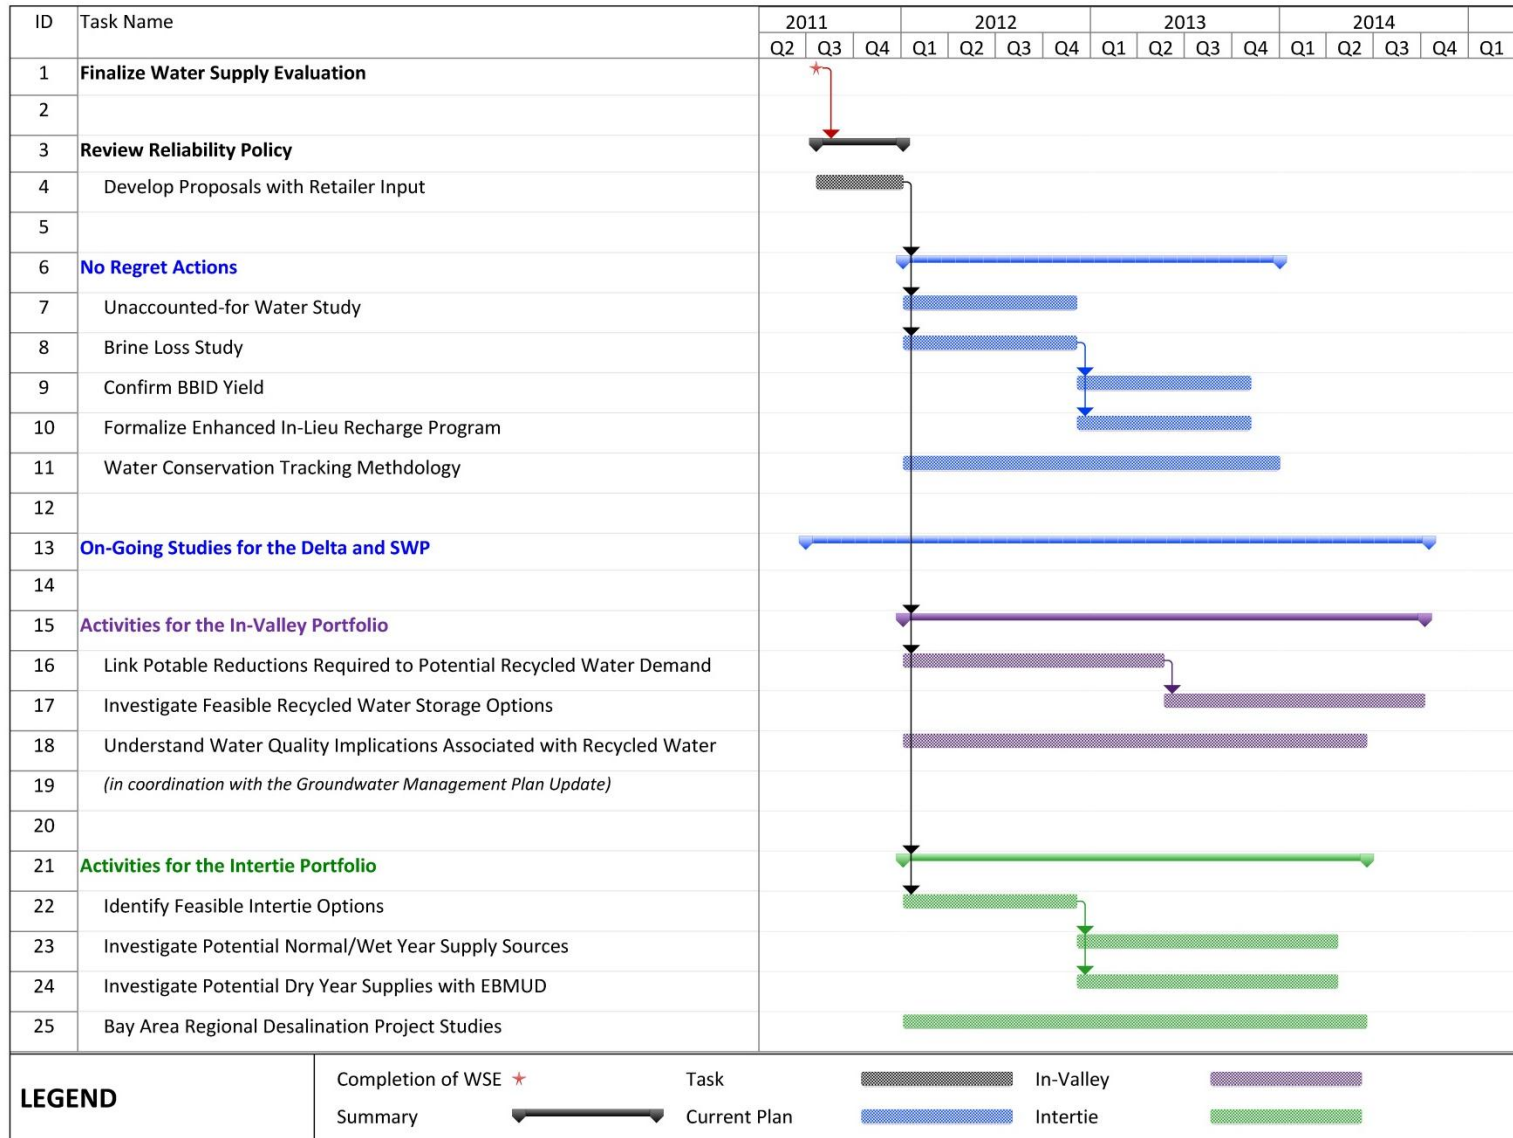 ID Task Name 2011 2012 2013 2014
Q2 Q3 Q4 Q1 Q2 Q3 Q4 Q1 Q2 Q3 Q4 Q1 Q2 Q3 Q4 Q1
1 Finalize Water Supply Evaluation
2
3 Review Reliability Policy
4 Develop Proposals with Retailer Input
5
6 No Regret Actions
7 Unaccounted-for Water Study
8 Brine Loss Study
9 Confirm BBID Yield
10 Formalize Enhanced In-Lieu Recharge Program
11 Water Conservation Tracking Methdology
12
13 On-Going Studies for the Delta and SWP
14
15 Activities for the In-Valley Portfolio
16 Link Potable Reductions Required to Potential Recycled Water Demand
17 Investigate Feasible Recycled Water Storage Options
18 Understand Water Quality Implications Associated with Recycled Water
19 (in coordination with the Groundwater Management Plan Update)
20
21 Activities for the Intertie Portfolio
22 Identify Feasible Intertie Options
23 Investigate Potential Normal/Wet Year Supply Sources
24 Investigate Potential Dry Year Supplies with EBMUD
25 Bay Area Regional Desalination Project Studies
LEGEND
Completion of WSE Task In-Valley
Summary Current Plan Intertie